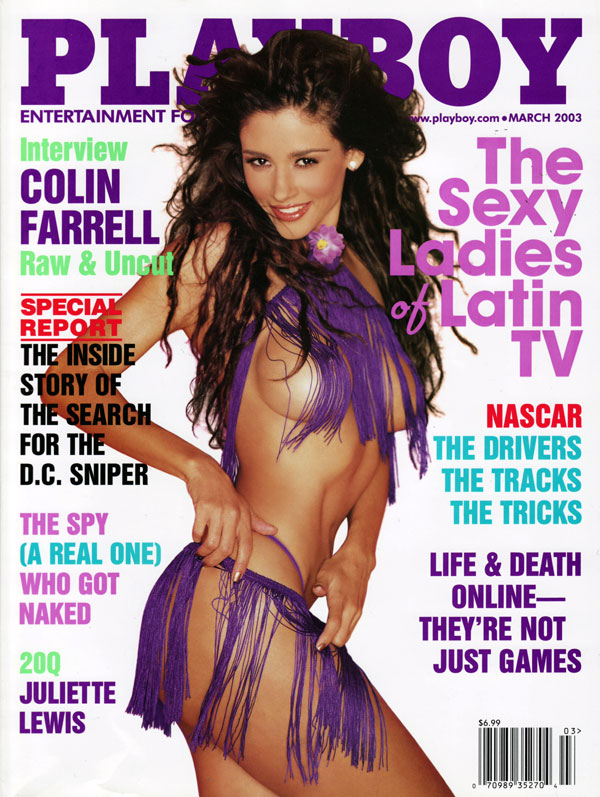 PLAYBOY
ENTERTAINMENT FO
www.playboy.com • MARCH 2003
Interview
COLIN
FARRELL
Raw & Uncut
SPECIAL
REPORT
THE INSIDE
STORY OF
THE SEARCH
FOR THE
D.C. SNIPER
THE SPY
(A REAL ONE)
WHO GOT
NAKED
20Q
JULIETTE
LEWIS
The
Sexy
Ladies
of Latin
TV
NASCAR
THE DRIVERS
THE TRACKS
THE TRICKS
LIFE & DEATH
ONLINE—
THEY'RE NOT
JUST GAMES
$6.99
03>
0 70989 35270 4